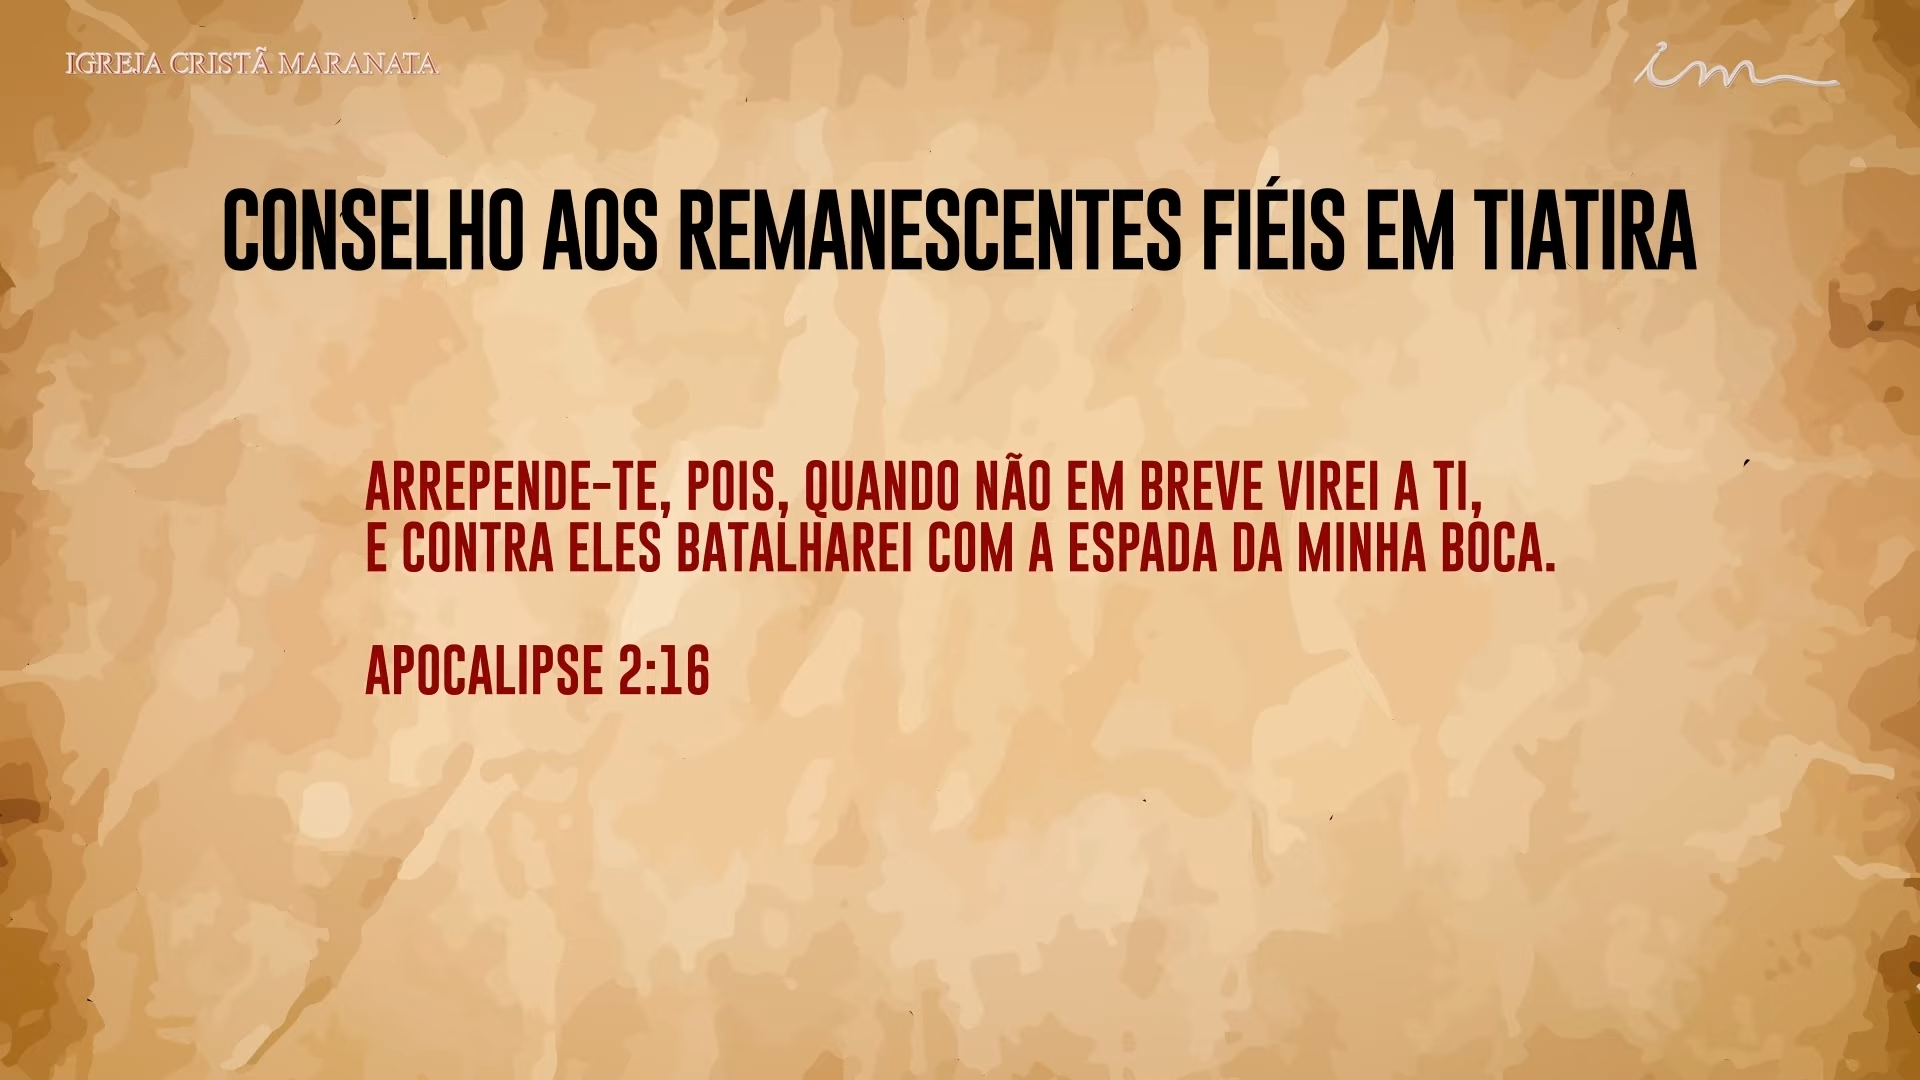 IGREJA CRISTÃ MARANATA
im
CONSELHO AOS REMANESCENTES FIÉIS EM TIATIRA
ARREPENDE-TE, POIS, QUANDO NÃO EM BREVE VIREI A TI,
E CONTRA ELES BATALHAREI COM A ESPADA DA MINHA BOCA.
APOCALIPSE 2:16